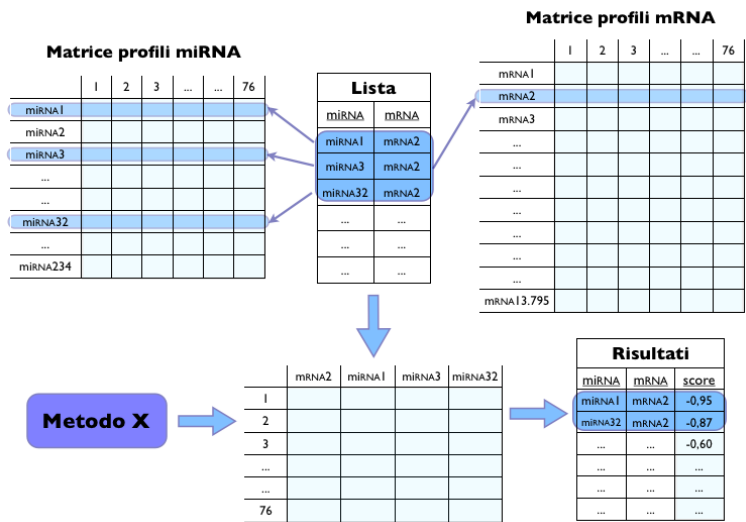 Matrice profili miRNA
1 2 3 ... ... 76
miRNA1
miRNA2
miRNA3
...
...
miRNA32
...
miRNA234
Lista
miRNA mRNA
miRNA1 mRNA2
miRNA3 mRNA2
miRNA32 mRNA2
... ...
... ...
... ...
Matrice profili mRNA
1 2 3 ... ... 76
mRNA1
mRNA2
mRNA3
...
...
...
...
...
...
...
mRNA13.795
Metodo X
mRNA2 miRNA1 miRNA3 miRNA32
1
2
3
...
...
76
Risultati
miRNA mRNA score
miRNA1 mRNA2 -0,95
miRNA32 mRNA2 -0,87
... ... -0,60
... ... ...
... ... ...
... ... ...